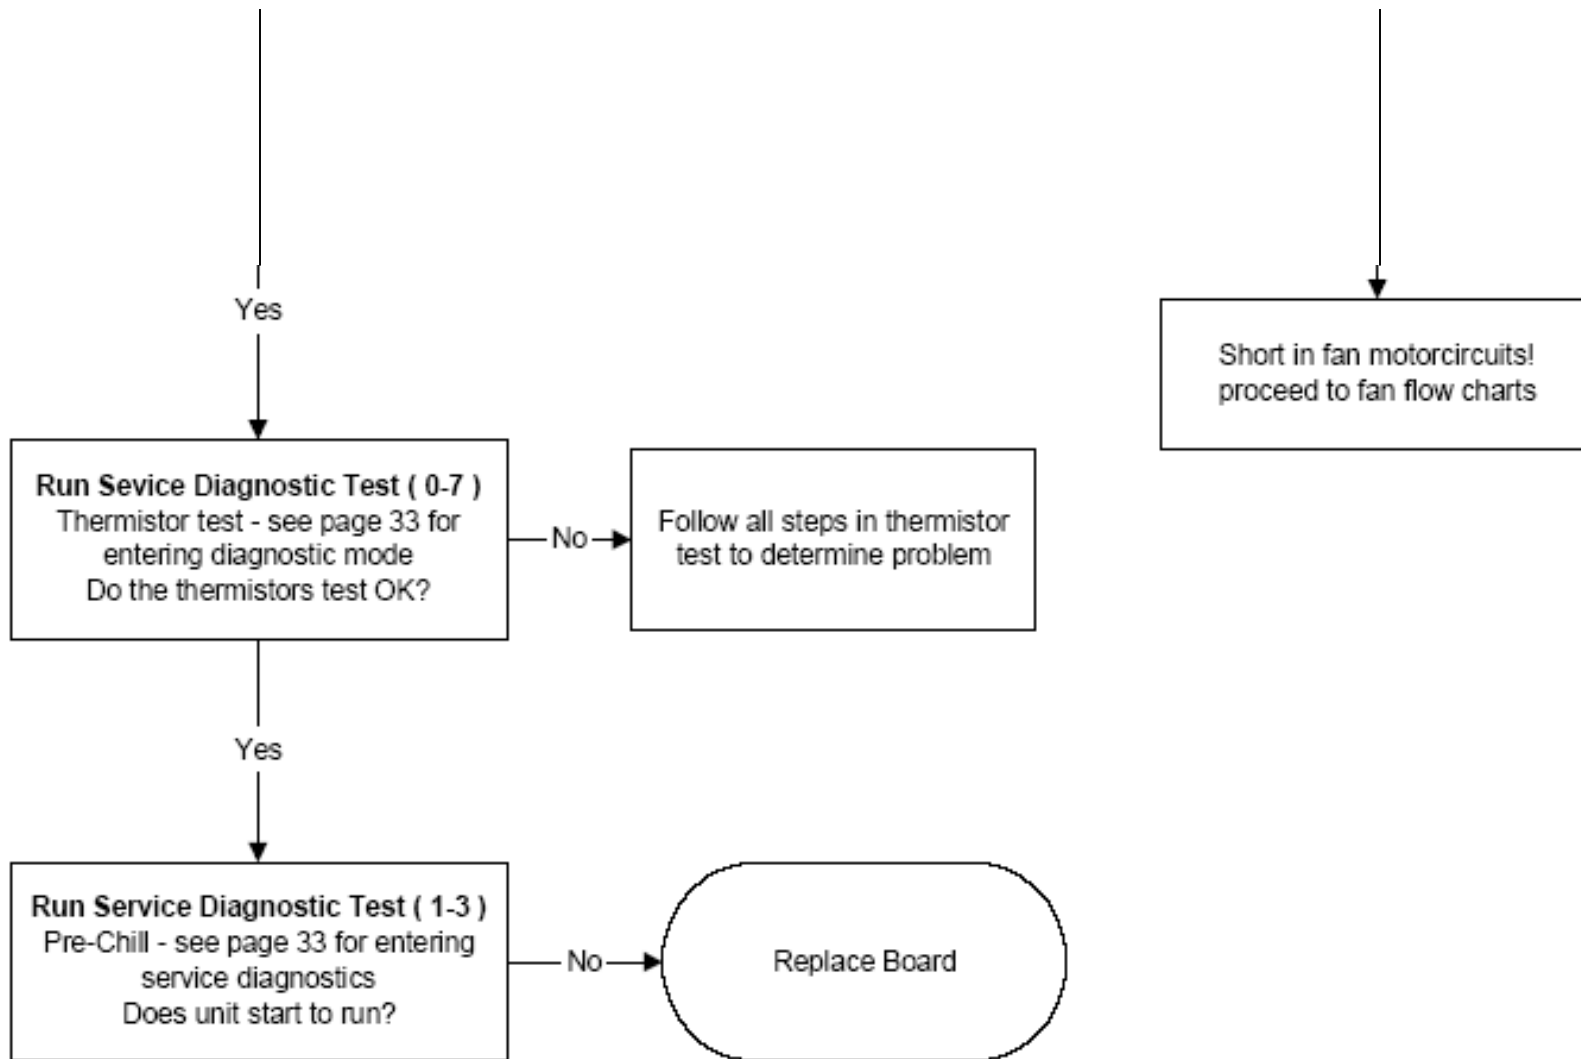 Yes
Short in fan motorcircuits!
proceed to fan flow charts
Run Sevice Diagnostic Test ( 0-7 )
Thermistor test - see page 33 for
entering diagnostic mode
Do the thermistors test OK?
No
Follow all steps in thermistor
test to determine problem
Yes
Run Service Diagnostic Test ( 1-3 )
Pre-Chill - see page 33 for entering
service diagnostics
Does unit start to run?
No
Replace Board